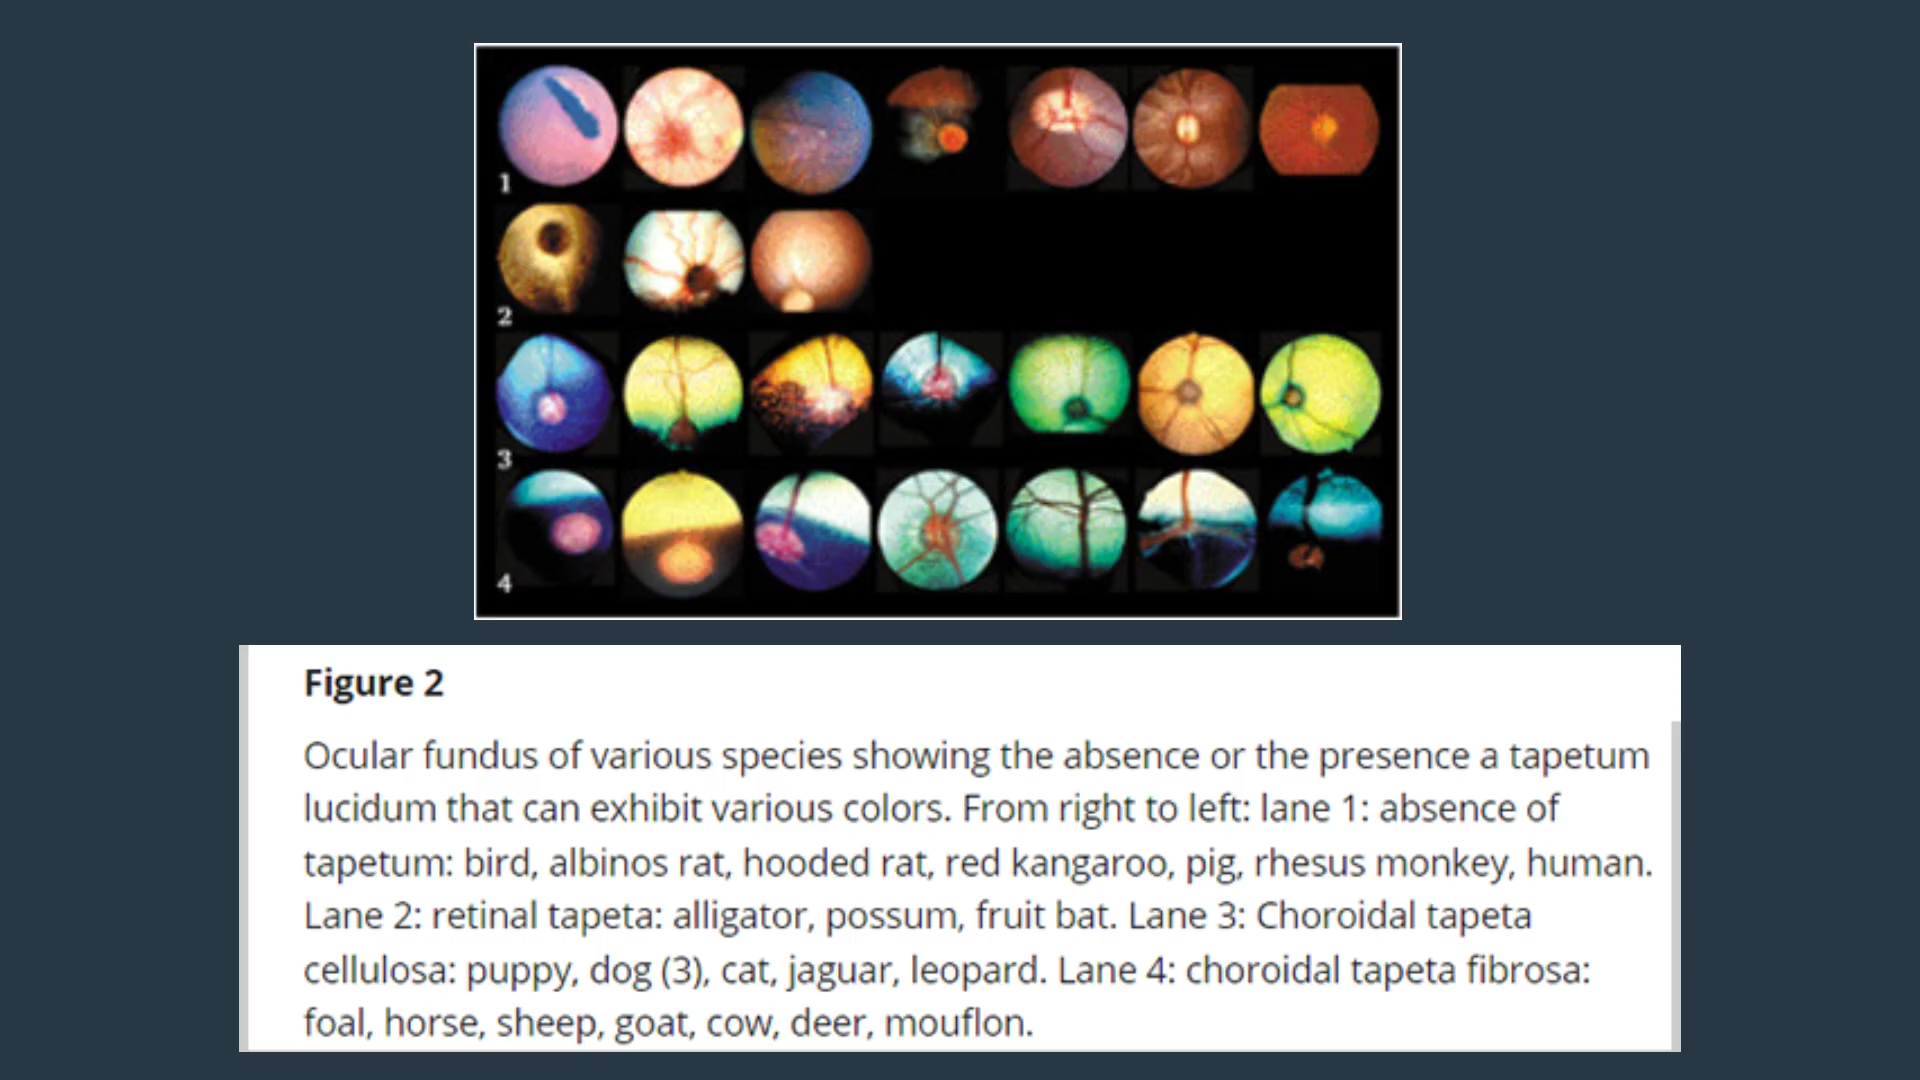 1
2
3
4
Figure 2
Ocular fundus of various species showing the absence or the presence a tapetum
lucidum that can exhibit various colors. From right to left: lane 1: absence of
tapetum: bird, albinos rat, hooded rat, red kangaroo, pig, rhesus monkey, human.
Lane 2: retinal tapeta: alligator, possum, fruit bat. Lane 3: Choroidal tapeta
cellulosa: puppy, dog (3), cat, jaguar, leopard. Lane 4: choroidal tapeta fibrosa:
foal, horse, sheep, goat, cow, deer, mouflon.